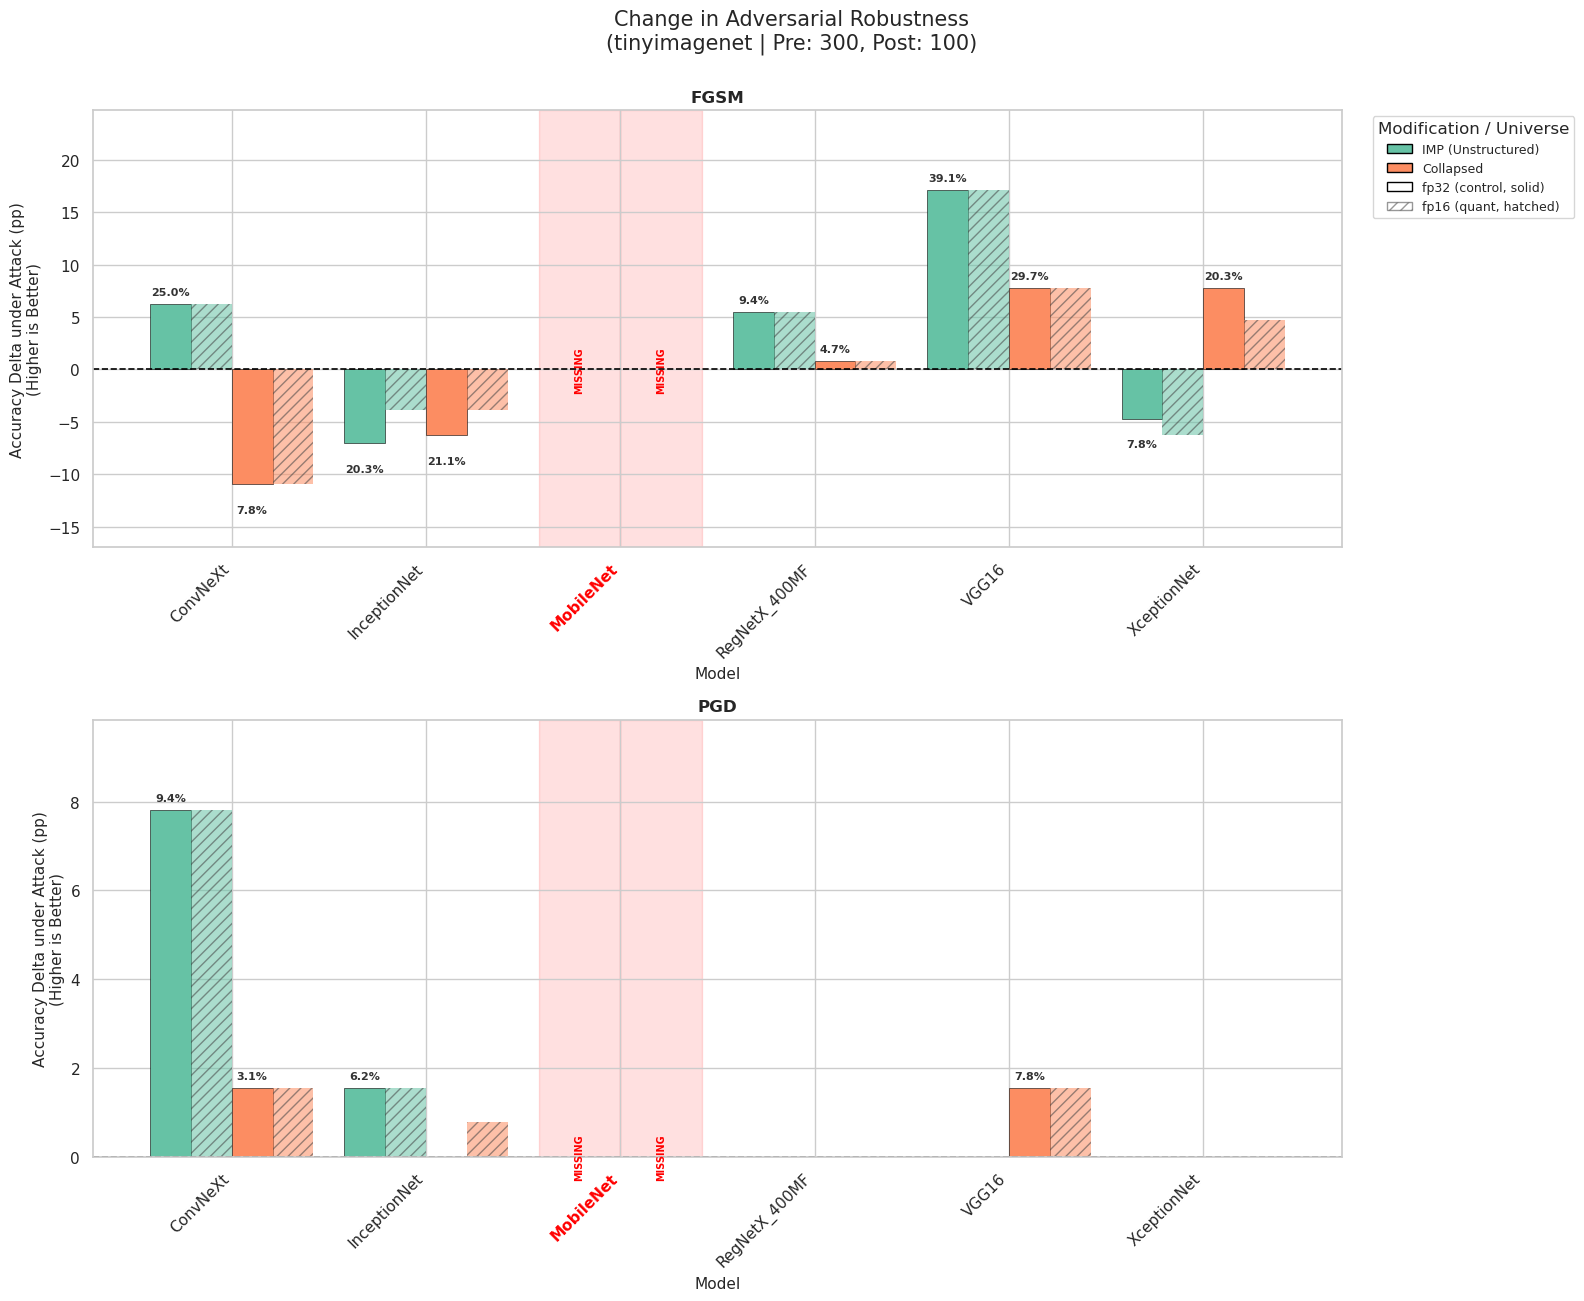 Change in Adversarial Robustness
(tinyimagenet | Pre: 300, Post: 100)
FGSM
Accuracy Delta under Attack (pp)
(Higher is Better)
20
15
10
5
0
−5
−10
−15
25.0%
7.8%
20.3%
21.1%
MISSING
MISSING
9.4%
4.7%
39.1%
29.7%
7.8%
20.3%
ConvNeXt
InceptionNet
MobileNet
RegNetX_400MF
VGG16
XceptionNet
Model
Modification / Universe
IMP (Unstructured)
Collapsed
fp32 (control, solid)
fp16 (quant, hatched)
PGD
Accuracy Delta under Attack (pp)
(Higher is Better)
8
6
4
2
0
9.4%
3.1%
6.2%
MISSING
MISSING
7.8%
ConvNeXt
InceptionNet
MobileNet
RegNetX_400MF
VGG16
XceptionNet
Model